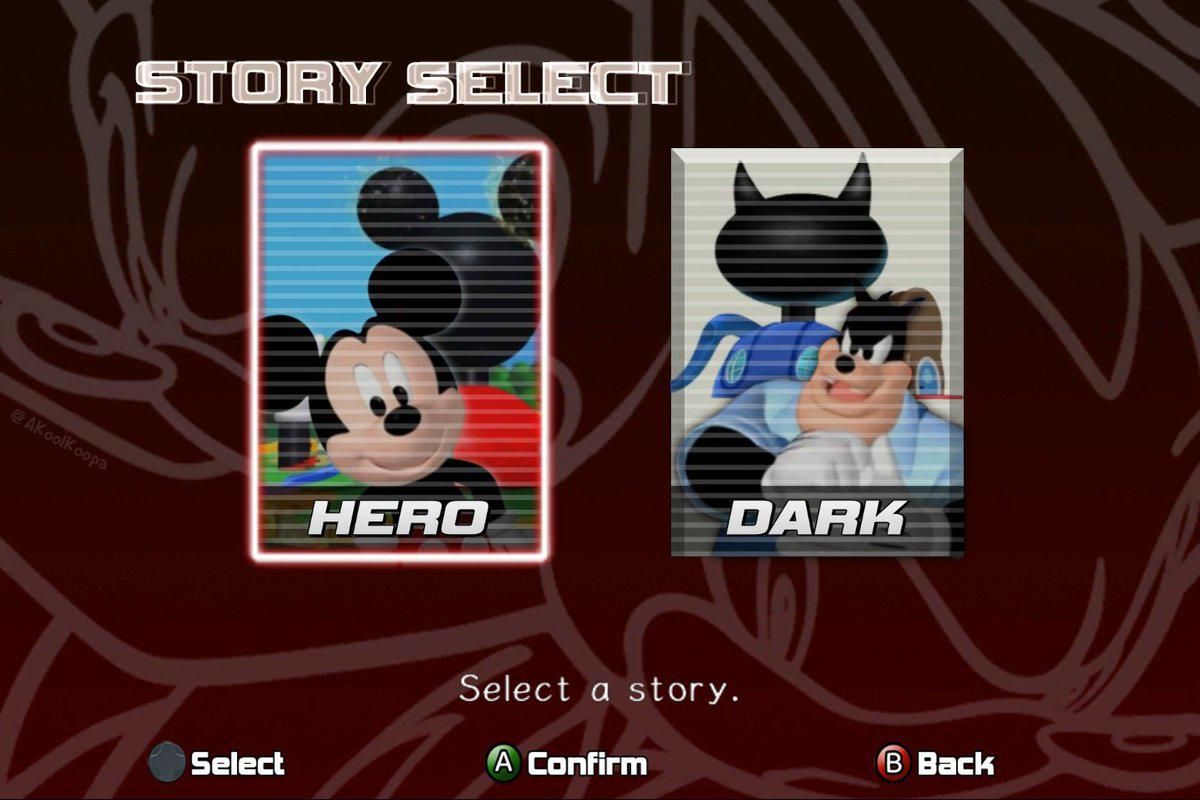 STORY SELECT
@AKoolKoopa
HERO
DARK
Select a story.
Select
A Confirm
B Back